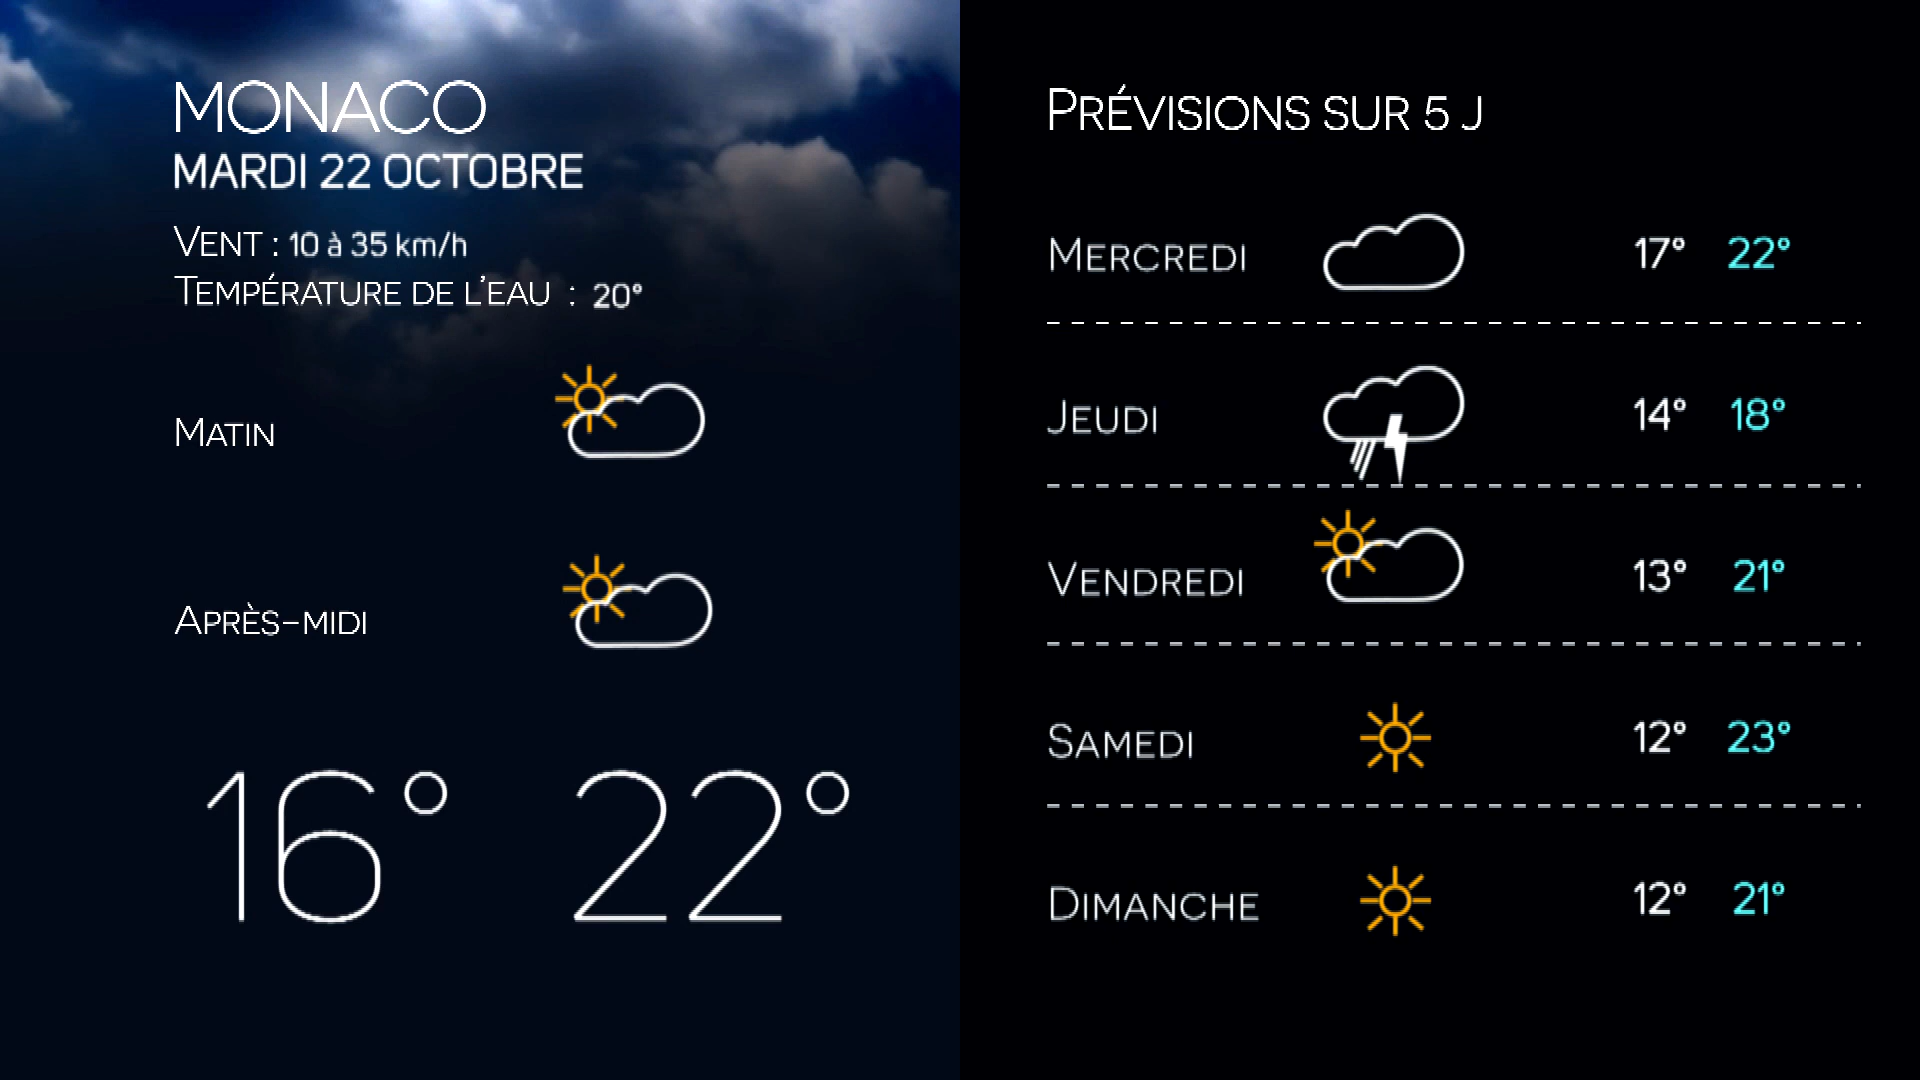 MONACO
MARDI 22 OCTOBRE
VENT : 10 à 35 km/h
TEMPÉRATURE DE L'EAU : 20°
MATIN
APRÈS-MIDI
16° 22°
PRÉVISIONS SUR 5 J
MERCREDI 17° 22°
JEUDI 14° 18°
VENDREDI 13° 21°
SAMEDI 12° 23°
DIMANCHE 12° 21°